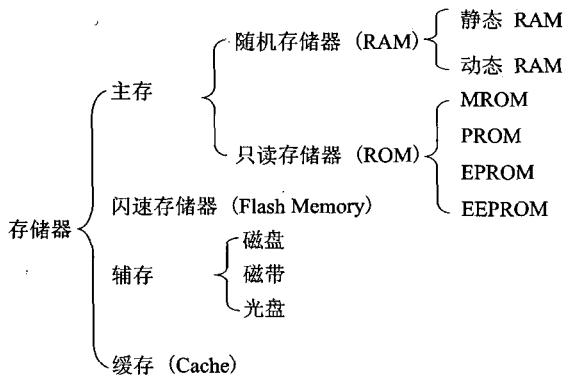 存储器
主存
随机存储器（RAM）
静态 RAM
动态 RAM
只读存储器（ROM）
MROM
PROM
EPROM
EEPROM
闪速存储器（Flash Memory）
辅存
磁盘
磁带
光盘
缓存（Cache）